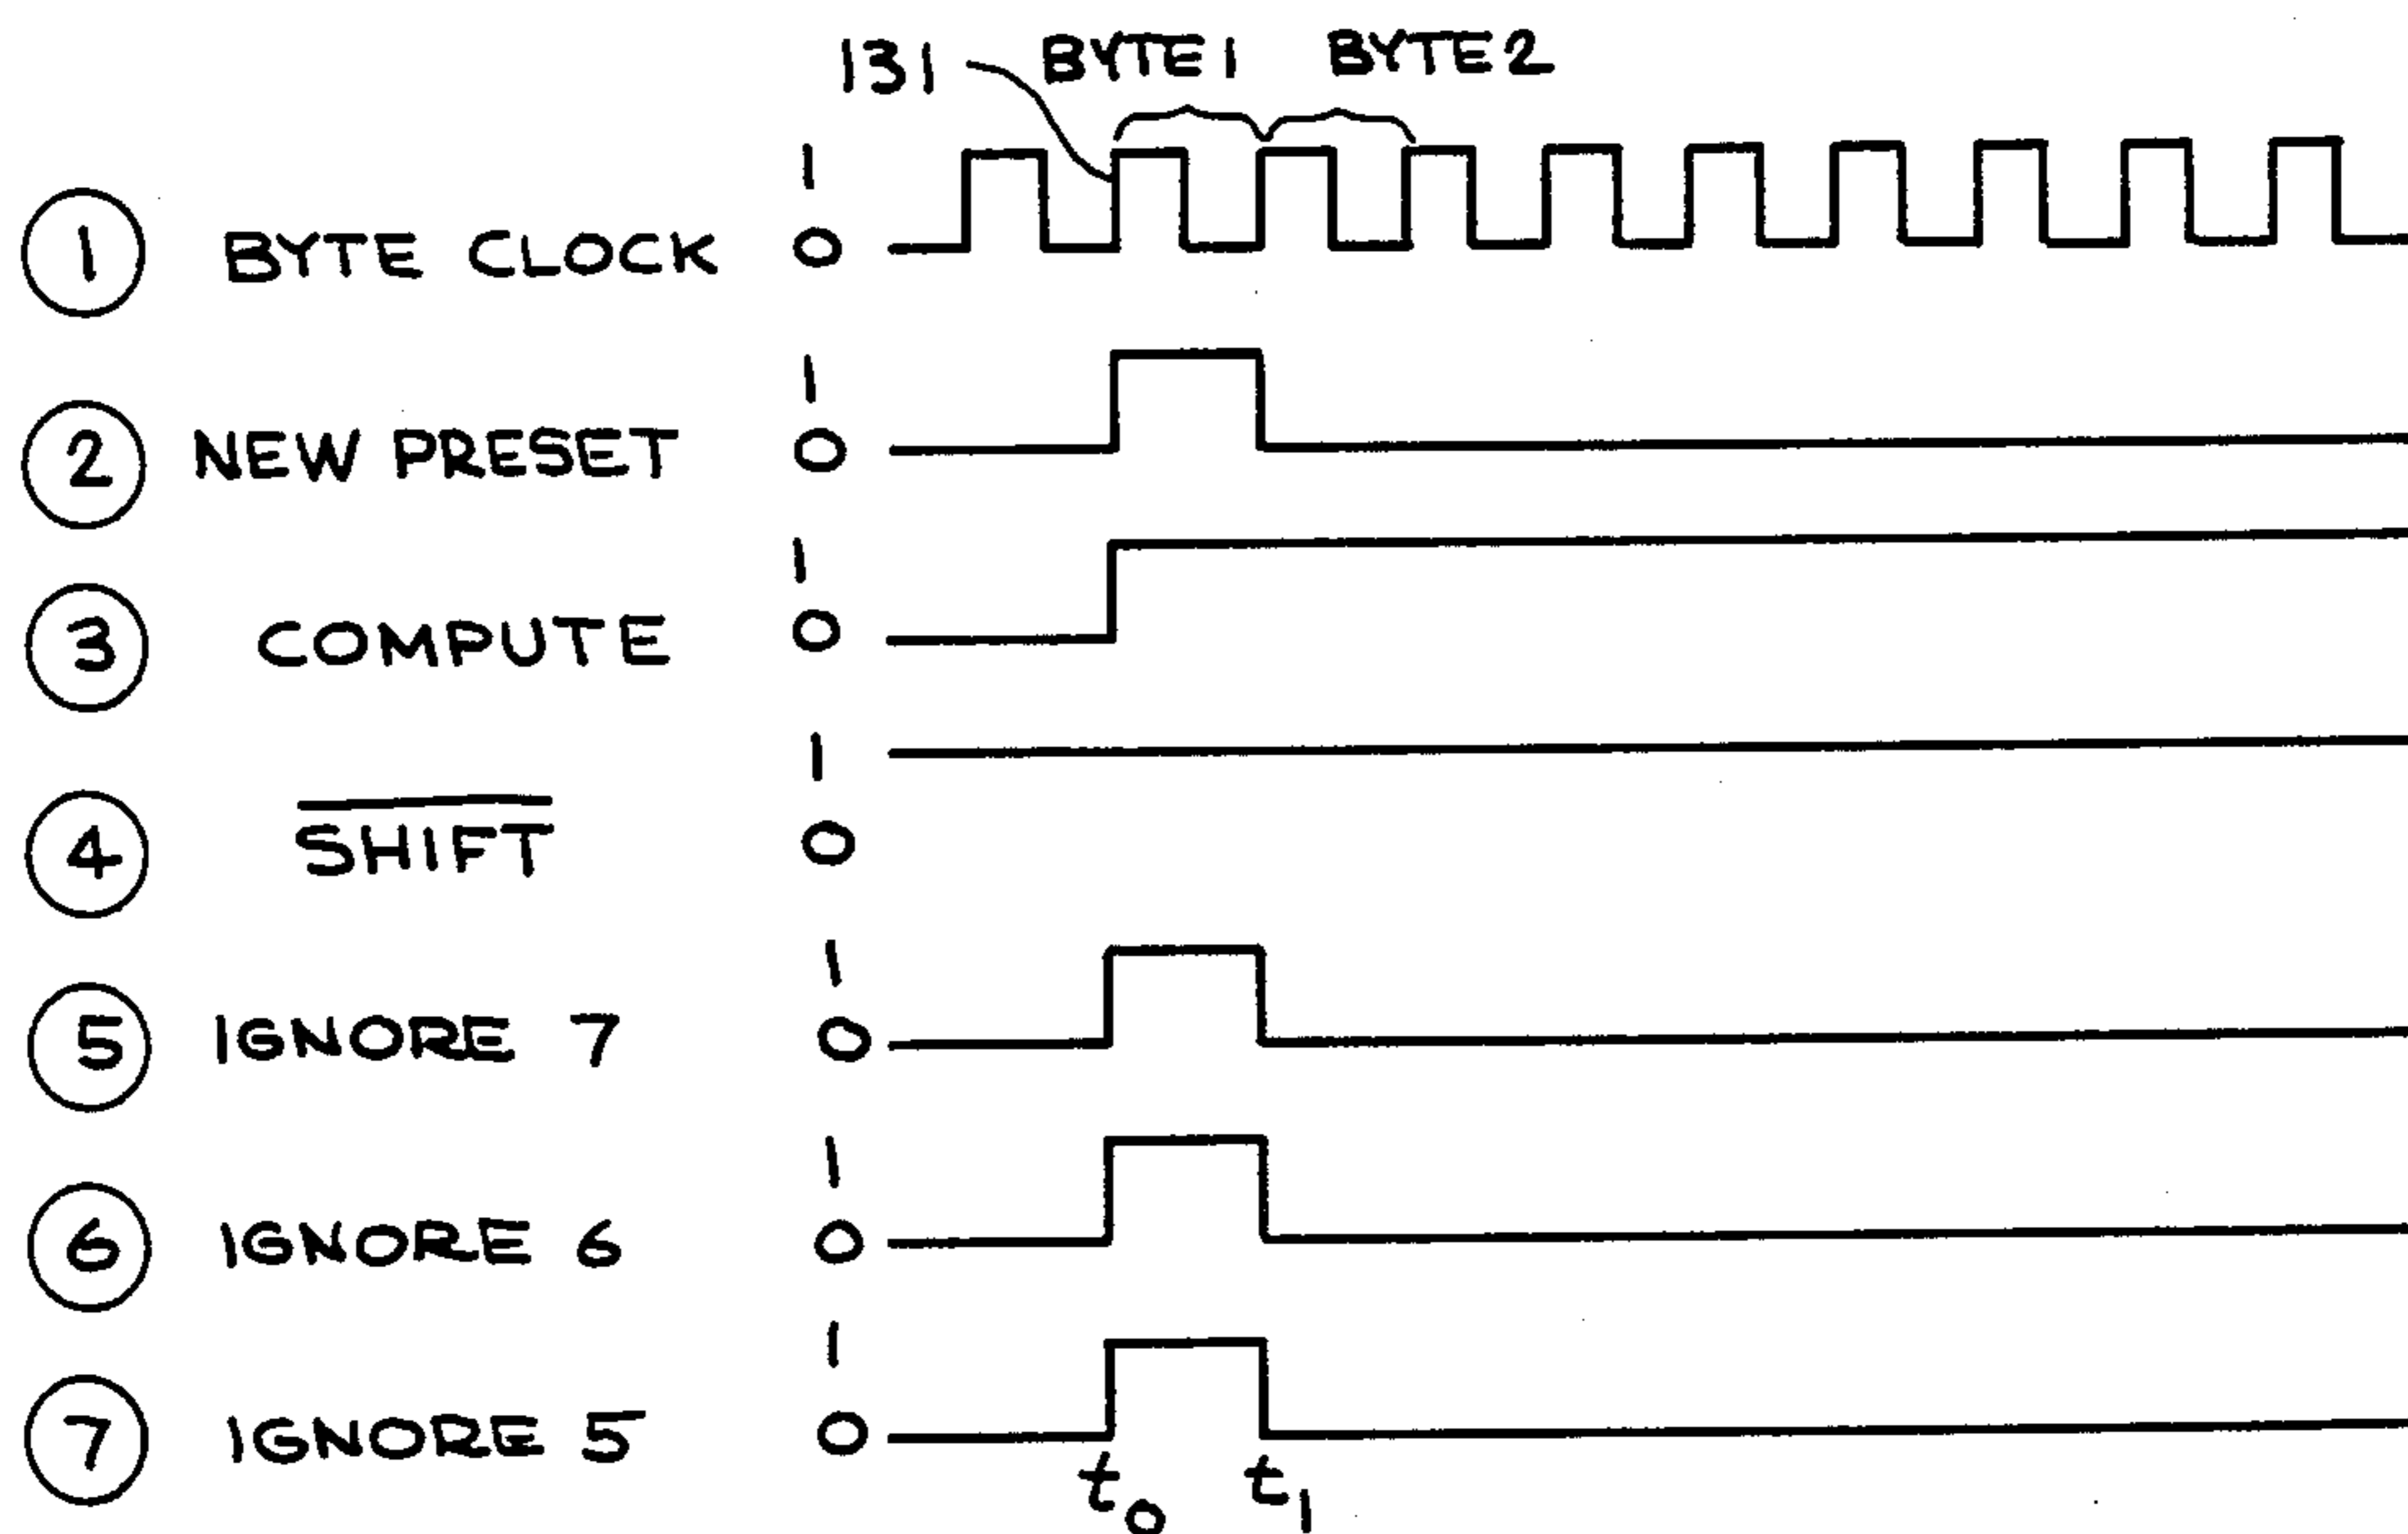 131 BYTE 1 BYTE 2
1
1 BYTE CLOCK 0
1
2 NEW PRESET 0
1
3 COMPUTE 0
1
4 SHIFT 0
1
5 IGNORE 7 0
1
6 IGNORE 6 0
1
7 IGNORE 5 0
t0 t1